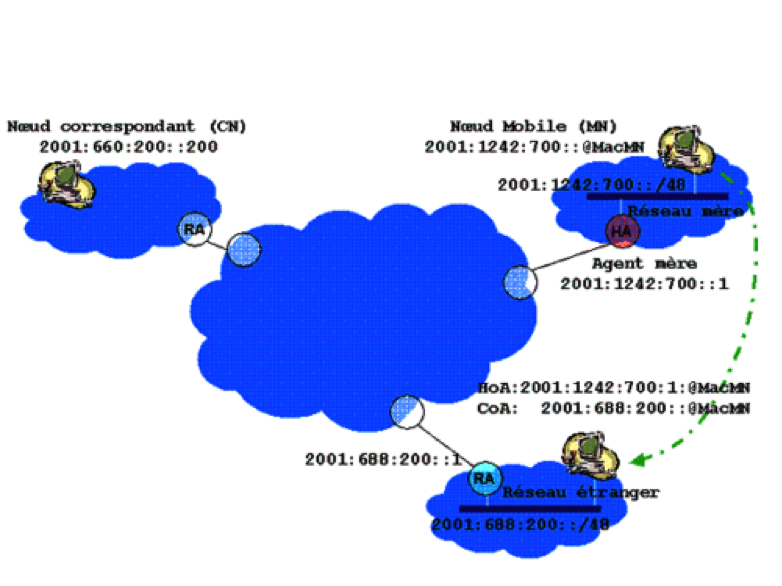 Nœud correspondant (CN)
2001:660:200::200
RA
Nœud Mobile (MN)
2001:1242:700::@MacMN
2001:1242:700::/48
Réseau mère
HA
Agent mère
2001:1242:700::1
HoA:2001:1242:700:1:@MacMN
CoA: 2001:688:200::@MacMN
2001:688:200::1
RA
Réseau étranger
2001:688:200::/48